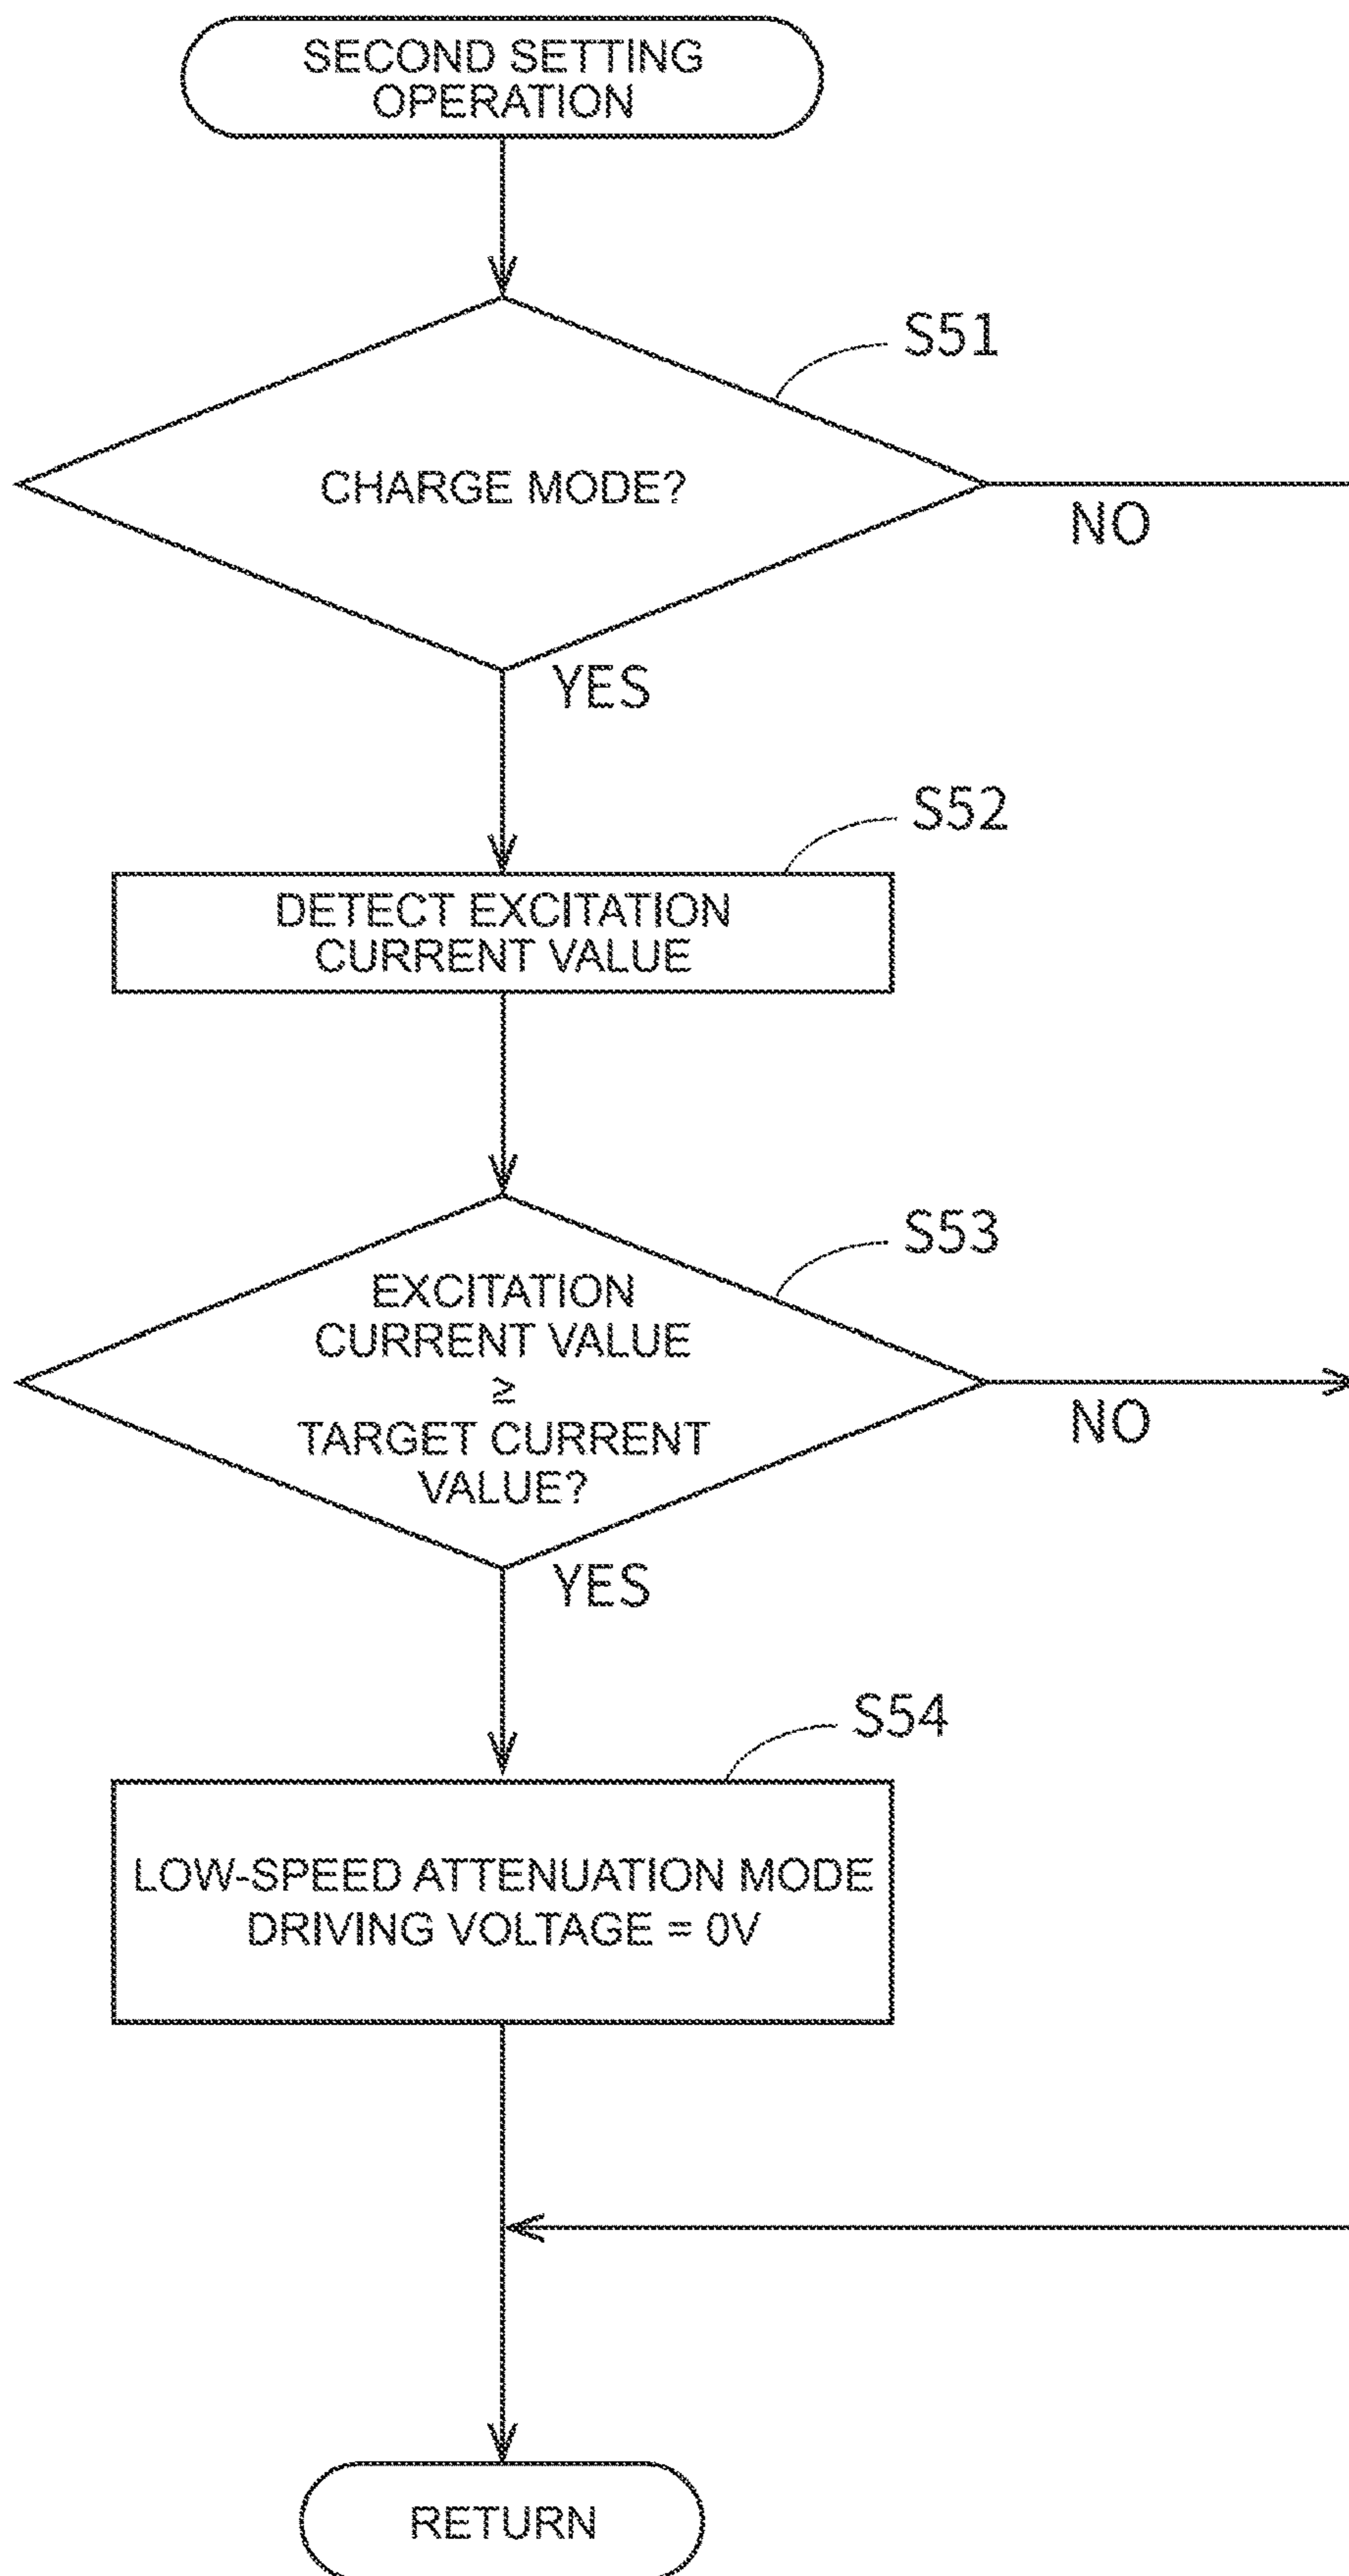 SECOND SETTING
OPERATION
S51
CHARGE MODE?
NO
YES
S52
DETECT EXCITATION
CURRENT VALUE
S53
EXCITATION
CURRENT VALUE
≥
TARGET CURRENT
VALUE?
NO
YES
S54
LOW-SPEED ATTENUATION MODE
DRIVING VOLTAGE = 0V
RETURN